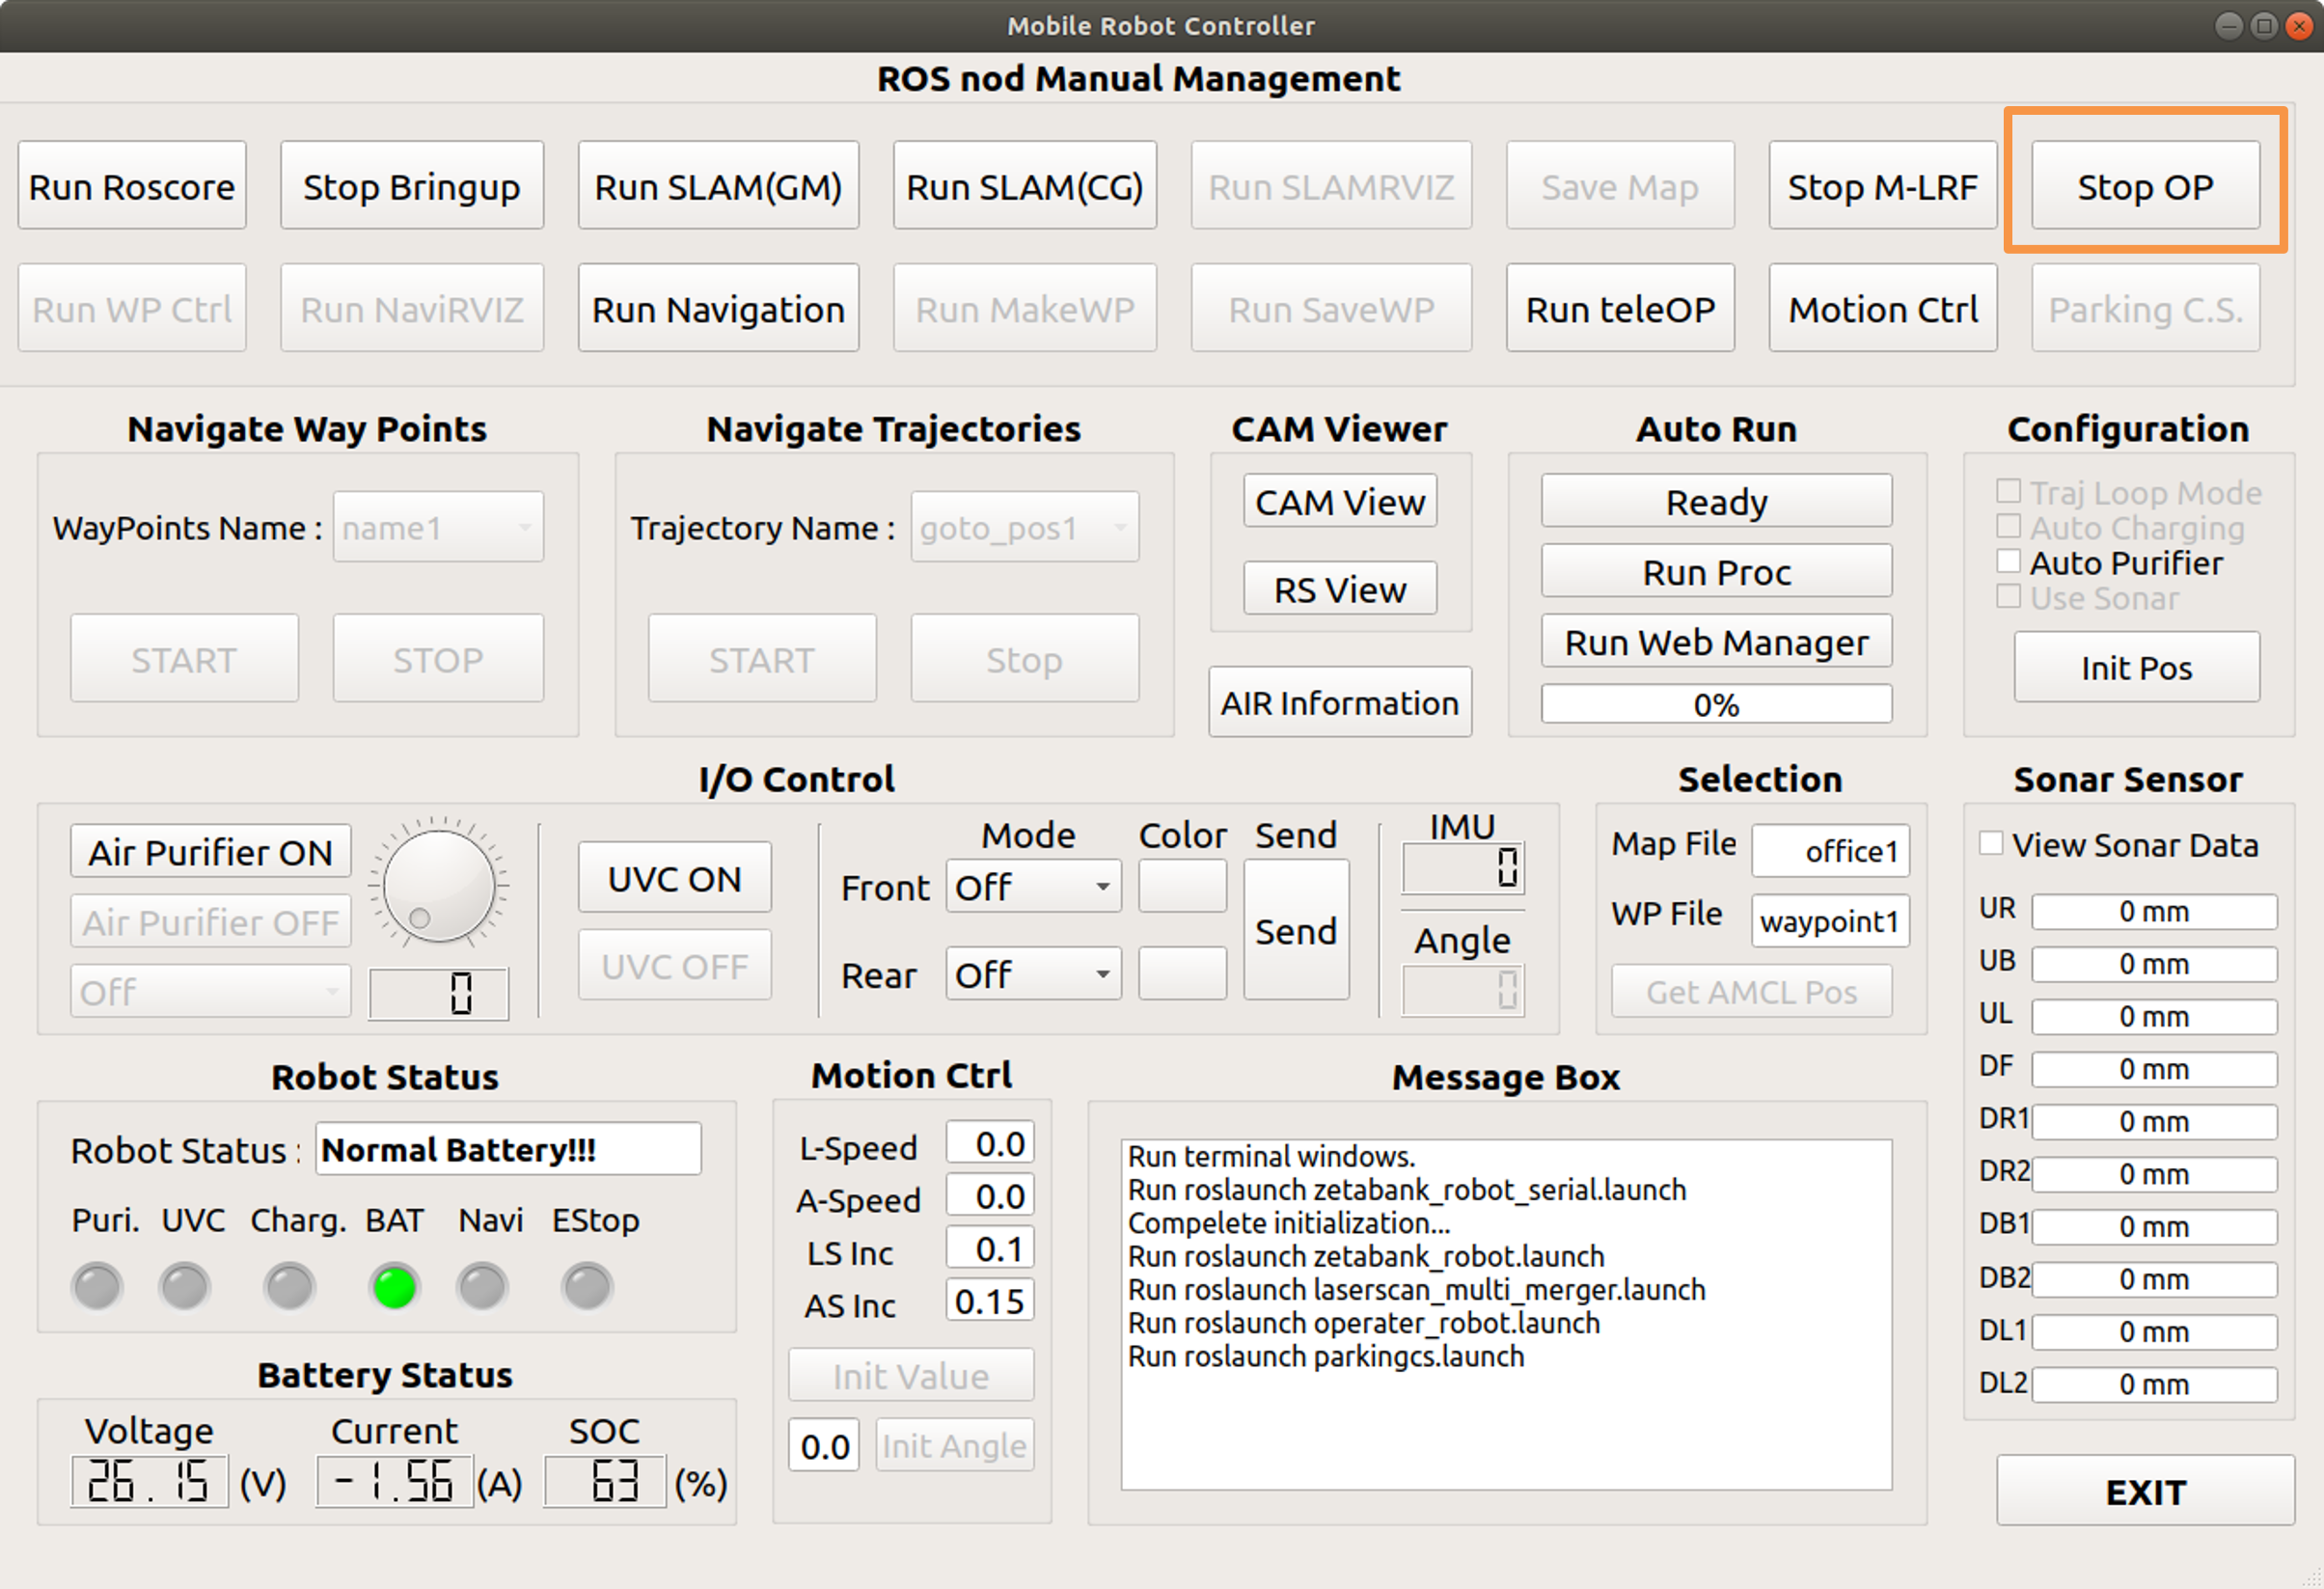 Mobile Robot Controller
ROS nod Manual Management
Run Roscore Stop Bringup Run SLAM(GM) Run SLAM(CG) Run SLAMRVIZ Save Map Stop M-LRF Stop OP
Run WP Ctrl Run NaviRVIZ Run Navigation Run MakeWP Run SaveWP Run teleOP Motion Ctrl Parking C.S.
Navigate Way Points
WayPoints Name : name1
START STOP
Navigate Trajectories
Trajectory Name : goto_pos1
START Stop
CAM Viewer
CAM View
RS View
AIR Information
Auto Run
Ready
Run Proc
Run Web Manager
0%
Configuration
Traj Loop Mode
Auto Charging
Auto Purifier
Use Sonar
Init Pos
I/O Control
Air Purifier ON
Air Purifier OFF
Off
0
UVC ON
UVC OFF
Mode Color Send
Front Off
Send
Rear Off
IMU
0
Angle
0
Selection
Map File office1
WP File waypoint1
Get AMCL Pos
Sonar Sensor
View Sonar Data
UR 0 mm
UB 0 mm
UL 0 mm
DF 0 mm
DR1 0 mm
DR2 0 mm
DB1 0 mm
DB2 0 mm
DL1 0 mm
DL2 0 mm
Robot Status
Robot Status : Normal Battery!!!
Puri. UVC Charg. BAT Navi EStop
Battery Status
Voltage Current SOC
26.15 (V) -1.56 (A) 63 (%)
Motion Ctrl
L-Speed 0.0
A-Speed 0.0
LS Inc 0.1
AS Inc 0.15
Init Value
0.0 Init Angle
Message Box
Run terminal windows.
Run roslaunch zetabank_robot_serial.launch
Compelete initialization...
Run roslaunch zetabank_robot.launch
Run roslaunch laserscan_multi_merger.launch
Run roslaunch operater_robot.launch
Run roslaunch parkingcs.launch
EXIT